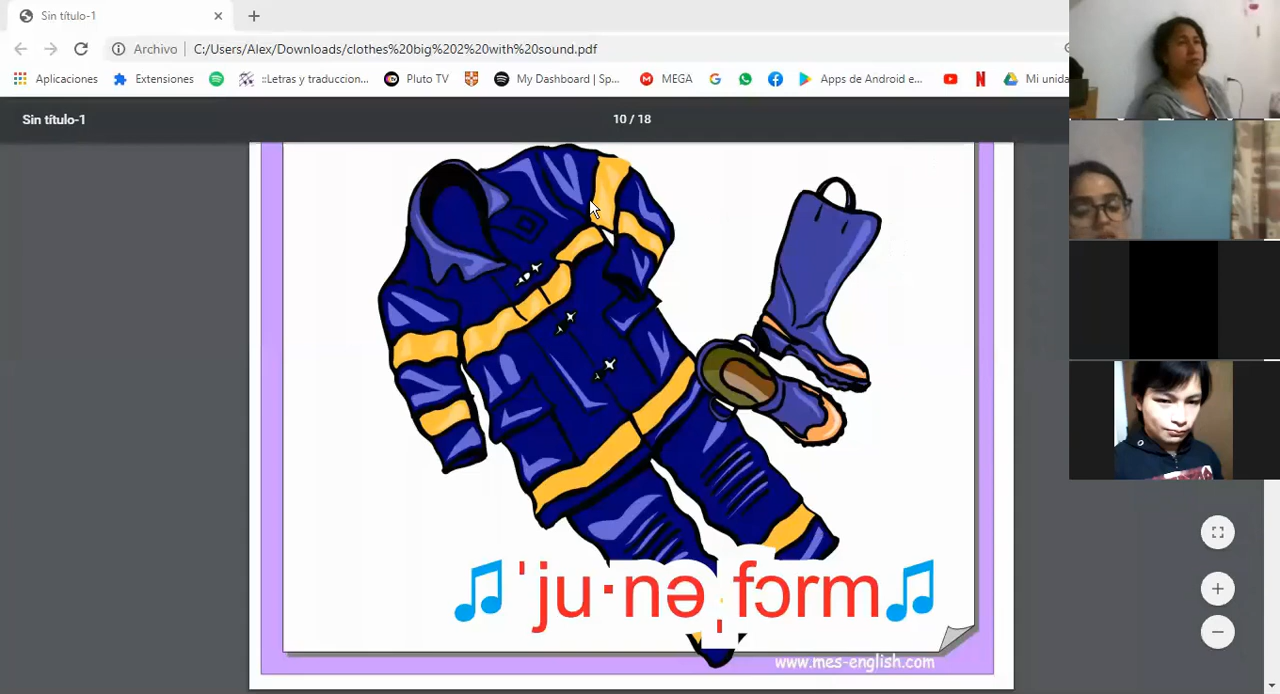 Sin título-1
Archivo C:/Users/Alex/Downloads/clothes%20big%202%20with%20sound.pdf
Aplicaciones Extensiones ::Letras y traduccion... Pluto TV My Dashboard | Sp... MEGA WhatsApp Apps de Android e... Mi unida
Sin título-1 10 / 18
ˈju·nəˌfɔrm
www.mes-english.com